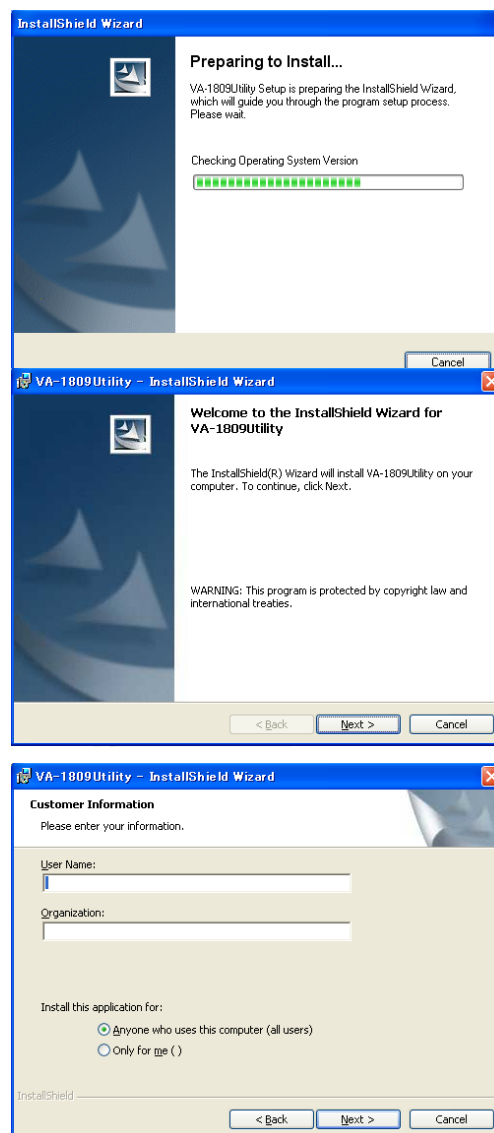 InstallShield Wizard
Preparing to Install...
VA-1809Utility Setup is preparing the InstallShield Wizard,
which will guide you through the program setup process.
Please wait.
Checking Operating System Version
Cancel
VA-1809Utility - InstallShield Wizard
Welcome to the InstallShield Wizard for
VA-1809Utility
The InstallShield(R) Wizard will install VA-1809Utility on your
computer. To continue, click Next.
WARNING: This program is protected by copyright law and
international treaties.
< Back Next > Cancel
VA-1809Utility - InstallShield Wizard
Customer Information
Please enter your information.
User Name:
Organization:
Install this application for:
Anyone who uses this computer (all users)
Only for me ( )
InstallShield
< Back Next > Cancel